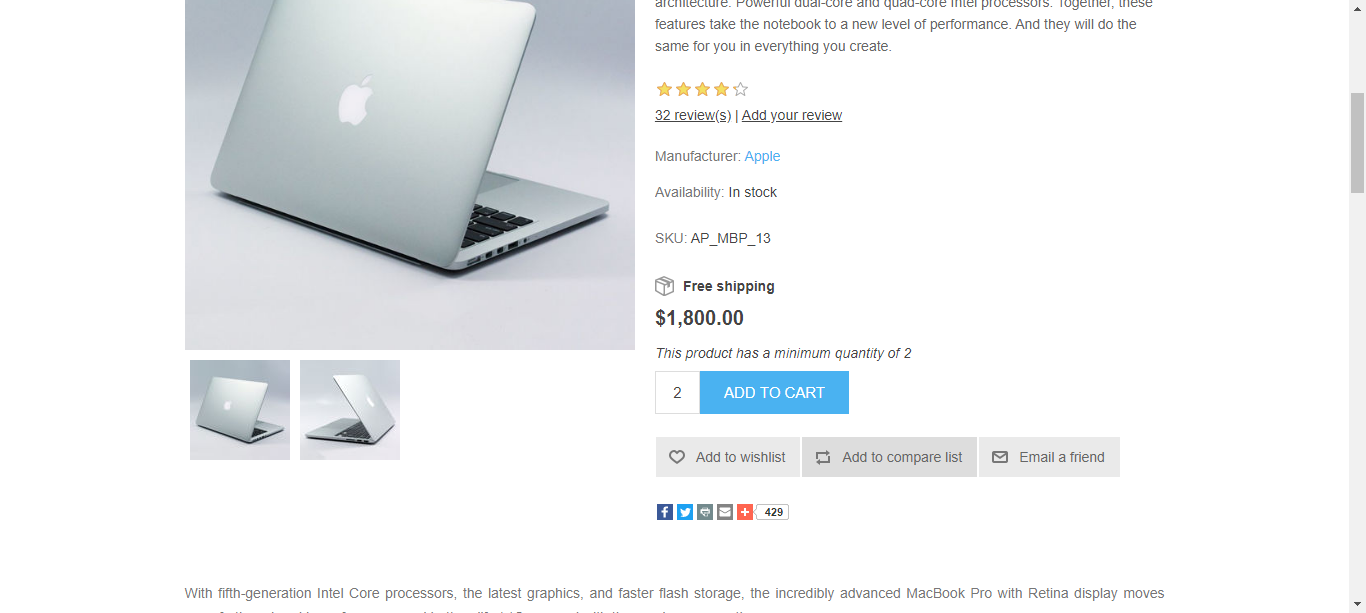 architecture. Powerful dual-core and quad-core Intel processors. Together, these
features take the notebook to a new level of performance. And they will do the
same for you in everything you create.
32 review(s) | Add your review
Manufacturer: Apple
Availability: In stock
SKU: AP_MBP_13
Free shipping
$1,800.00
This product has a minimum quantity of 2
2 ADD TO CART
Add to wishlist Add to compare list Email a friend
429
With fifth-generation Intel Core processors, the latest graphics, and faster flash storage, the incredibly advanced MacBook Pro with Retina display moves